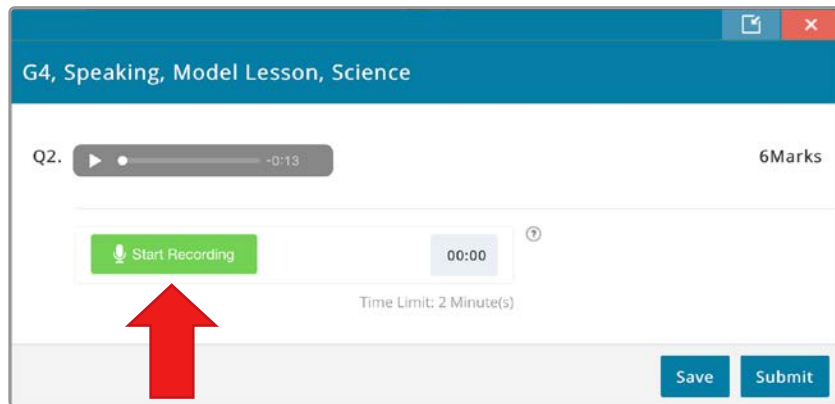 G4, Speaking, Model Lesson, Science
Q2. -0:13 6Marks
Start Recording 00:00 ?
Time Limit: 2 Minute(s)
Save Submit